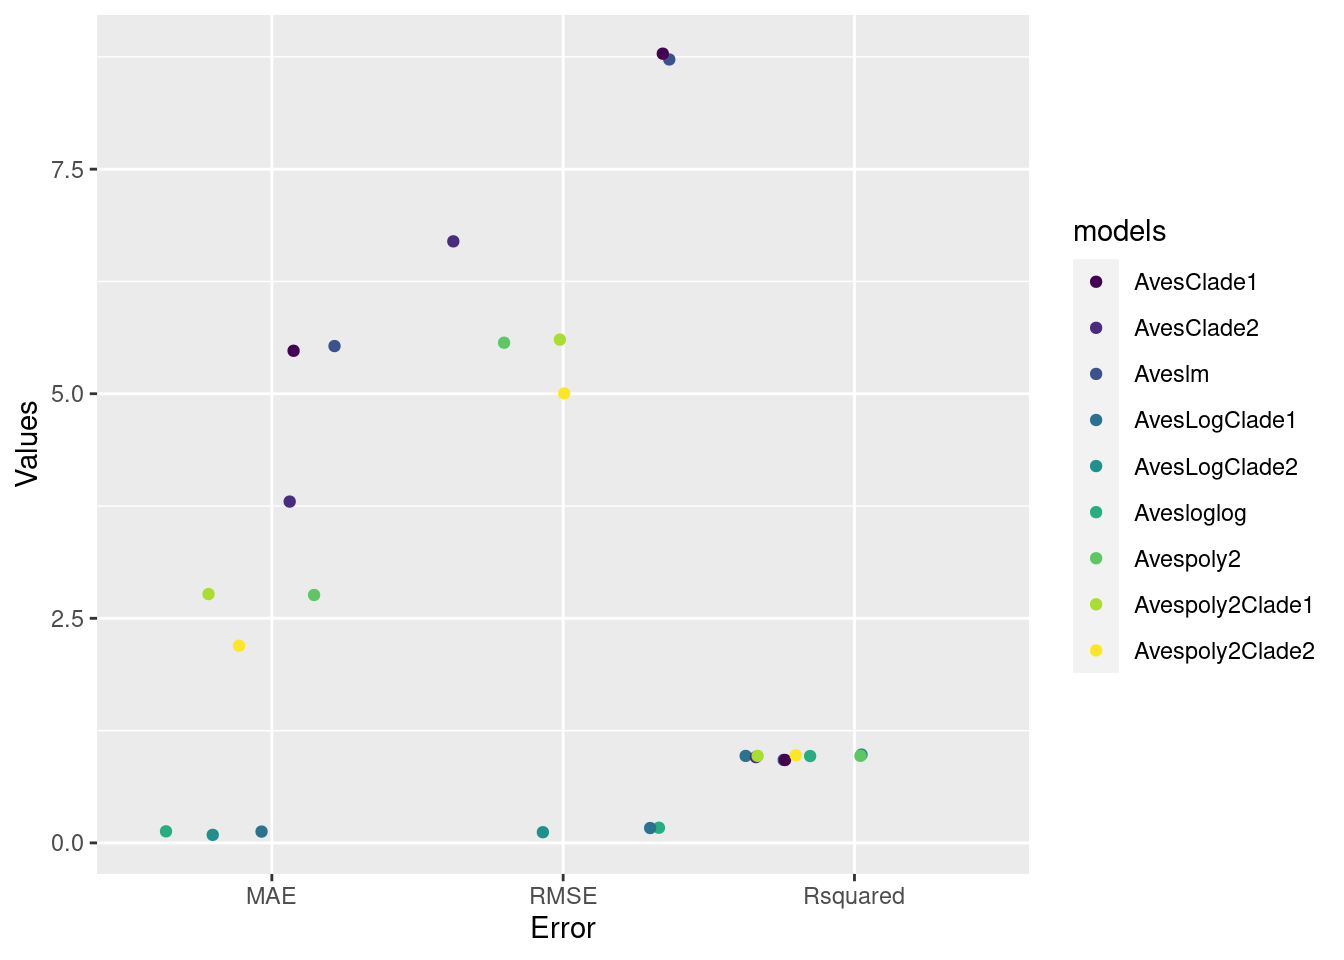 7.5
5.0
2.5
0.0
Values
MAE
RMSE
Rsquared
Error
models
AvesClade1
AvesClade2
Aveslm
AvesLogClade1
AvesLogClade2
Avesloglog
Avespoly2
Avespoly2Clade1
Avespoly2Clade2